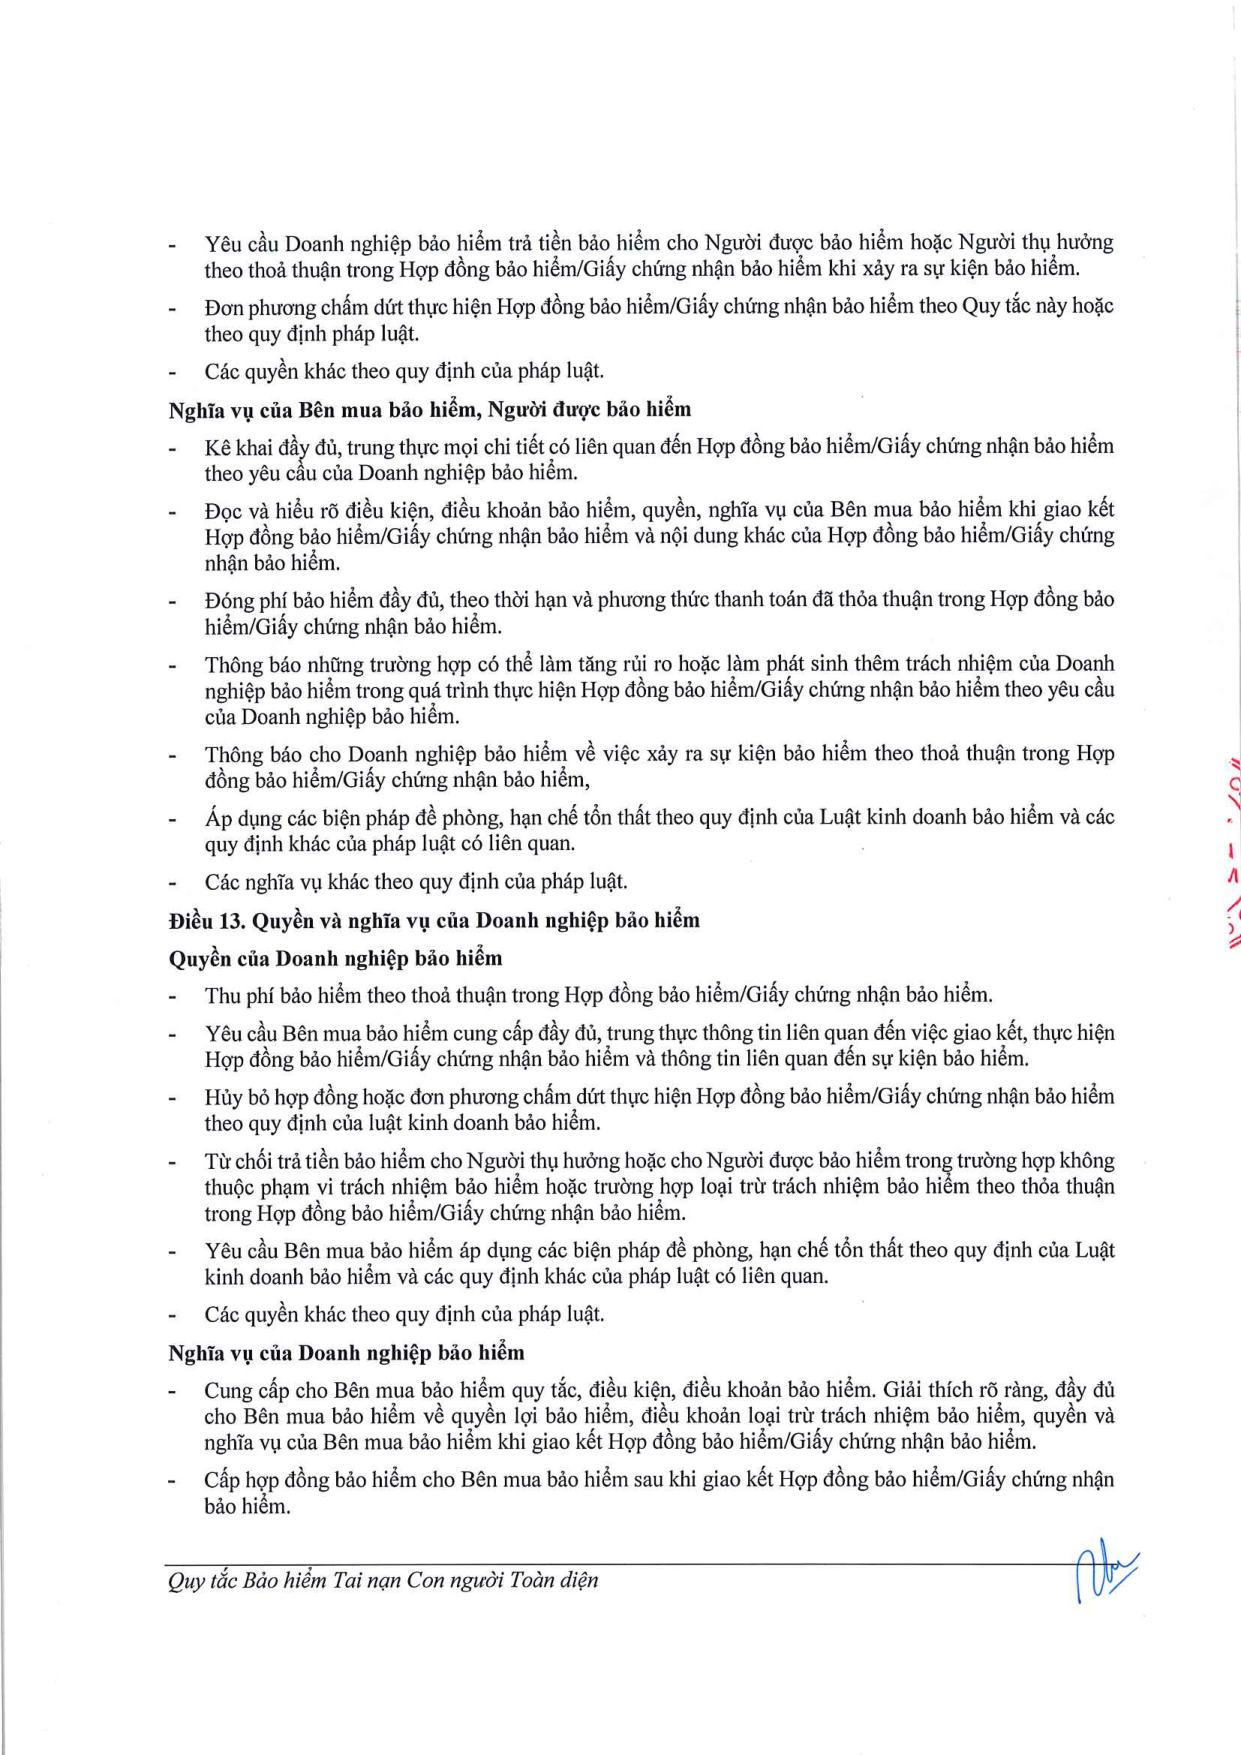 - Yêu cầu Doanh nghiệp bảo hiểm trả tiền bảo hiểm cho Người được bảo hiểm hoặc Người thụ hưởng
theo thoả thuận trong Hợp đồng bảo hiểm/Giấy chứng nhận bảo hiểm khi xảy ra sự kiện bảo hiểm.
- Đơn phương chấm dứt thực hiện Hợp đồng bảo hiểm/Giấy chứng nhận bảo hiểm theo Quy tắc này hoặc
theo quy định pháp luật.
- Các quyền khác theo quy định của pháp luật.
Nghĩa vụ của Bên mua bảo hiểm, Người được bảo hiểm
- Kê khai đầy đủ, trung thực mọi chi tiết có liên quan đến Hợp đồng bảo hiểm/Giấy chứng nhận bảo hiểm
theo yêu cầu của Doanh nghiệp bảo hiểm.
- Đọc và hiểu rõ điều kiện, điều khoản bảo hiểm, quyền, nghĩa vụ của Bên mua bảo hiểm khi giao kết
Hợp đồng bảo hiểm/Giấy chứng nhận bảo hiểm và nội dung khác của Hợp đồng bảo hiểm/Giấy chứng
nhận bảo hiểm.
- Đóng phí bảo hiểm đầy đủ, theo thời hạn và phương thức thanh toán đã thỏa thuận trong Hợp đồng bảo
hiểm/Giấy chứng nhận bảo hiểm.
- Thông báo những trường hợp có thể làm tăng rủi ro hoặc làm phát sinh thêm trách nhiệm của Doanh
nghiệp bảo hiểm trong quá trình thực hiện Hợp đồng bảo hiểm/Giấy chứng nhận bảo hiểm theo yêu cầu
của Doanh nghiệp bảo hiểm.
- Thông báo cho Doanh nghiệp bảo hiểm về việc xảy ra sự kiện bảo hiểm theo thoả thuận trong Hợp
đồng bảo hiểm/Giấy chứng nhận bảo hiểm,
- Áp dụng các biện pháp đề phòng, hạn chế tổn thất theo quy định của Luật kinh doanh bảo hiểm và các
quy định khác của pháp luật có liên quan.
- Các nghĩa vụ khác theo quy định của pháp luật.
Điều 13. Quyền và nghĩa vụ của Doanh nghiệp bảo hiểm
Quyền của Doanh nghiệp bảo hiểm
- Thu phí bảo hiểm theo thoả thuận trong Hợp đồng bảo hiểm/Giấy chứng nhận bảo hiểm.
- Yêu cầu Bên mua bảo hiểm cung cấp đầy đủ, trung thực thông tin liên quan đến việc giao kết, thực hiện
Hợp đồng bảo hiểm/Giấy chứng nhận bảo hiểm và thông tin liên quan đến sự kiện bảo hiểm.
- Hủy bỏ hợp đồng hoặc đơn phương chấm dứt thực hiện Hợp đồng bảo hiểm/Giấy chứng nhận bảo hiểm
theo quy định của luật kinh doanh bảo hiểm.
- Từ chối trả tiền bảo hiểm cho Người thụ hưởng hoặc cho Người được bảo hiểm trong trường hợp không
thuộc phạm vi trách nhiệm bảo hiểm hoặc trường hợp loại trừ trách nhiệm bảo hiểm theo thỏa thuận
trong Hợp đồng bảo hiểm/Giấy chứng nhận bảo hiểm.
- Yêu cầu Bên mua bảo hiểm áp dụng các biện pháp đề phòng, hạn chế tổn thất theo quy định của Luật
kinh doanh bảo hiểm và các quy định khác của pháp luật có liên quan.
- Các quyền khác theo quy định của pháp luật.
Nghĩa vụ của Doanh nghiệp bảo hiểm
- Cung cấp cho Bên mua bảo hiểm quy tắc, điều kiện, điều khoản bảo hiểm. Giải thích rõ ràng, đầy đủ
cho Bên mua bảo hiểm về quyền lợi bảo hiểm, điều khoản loại trừ trách nhiệm bảo hiểm, quyền và
nghĩa vụ của Bên mua bảo hiểm khi giao kết Hợp đồng bảo hiểm/Giấy chứng nhận bảo hiểm.
- Cấp hợp đồng bảo hiểm cho Bên mua bảo hiểm sau khi giao kết Hợp đồng bảo hiểm/Giấy chứng nhận
bảo hiểm.
Quy tắc Bảo hiểm Tai nạn Con người Toàn diện